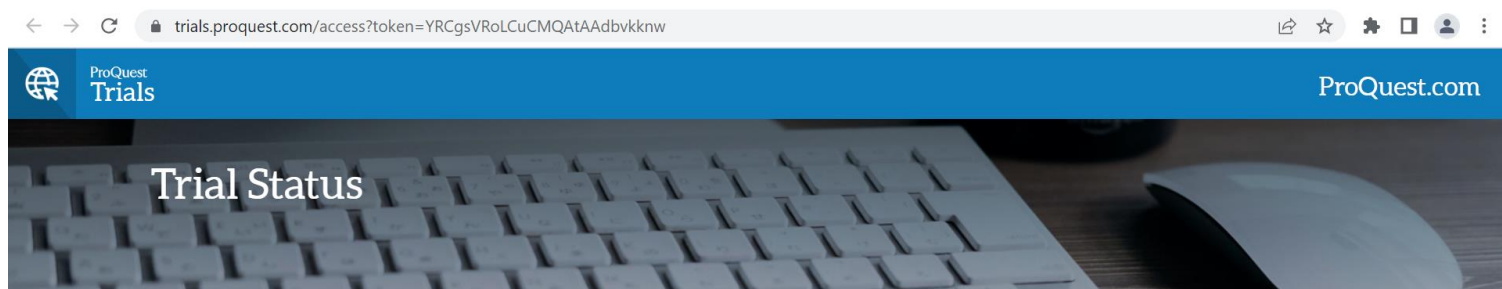 trials.proquest.com/access?token=YRCgsVRoLCuCMQAtAAdbvkknw
ProQuest
Trials
ProQuest.com
Trial Status